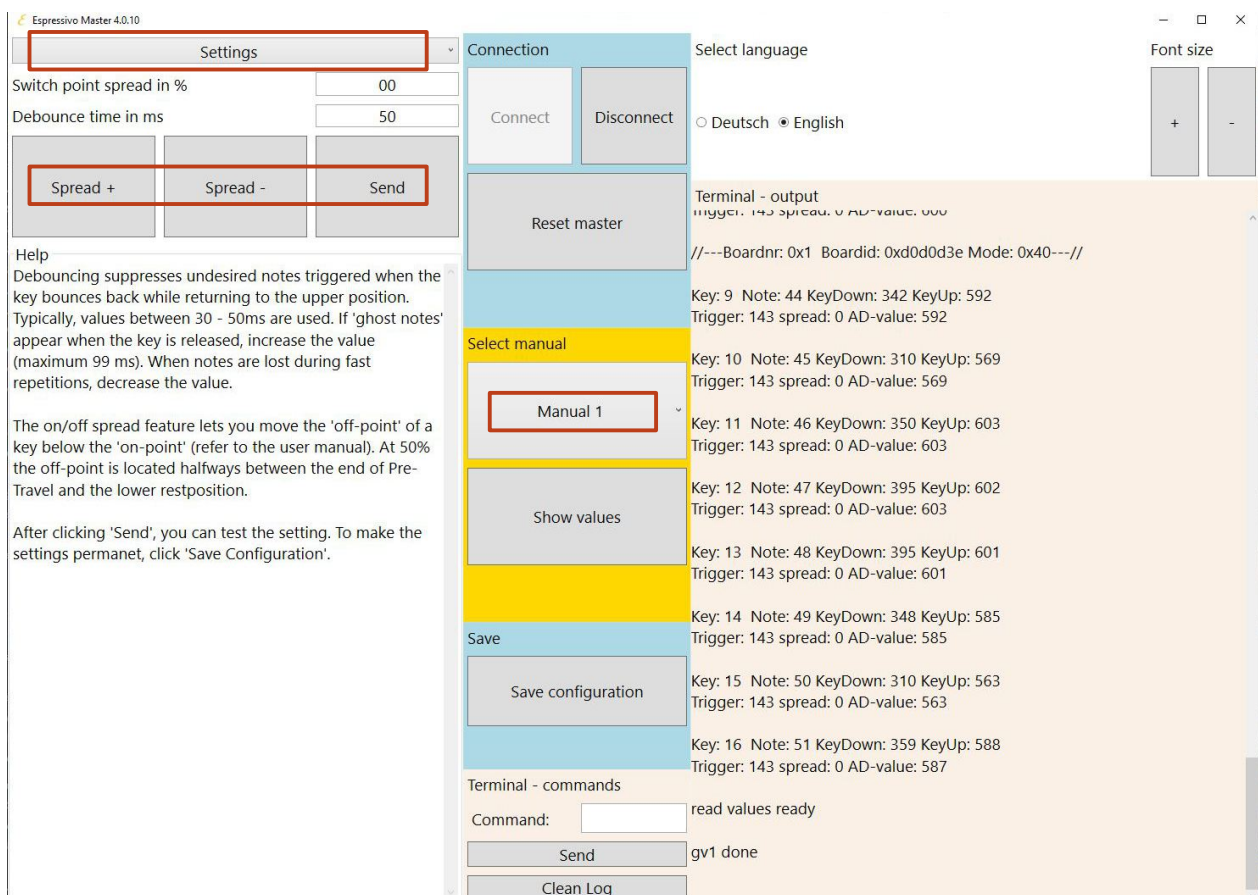 Espressivo Master 4.0.10
Settings
Switch point spread in %
00
Debounce time in ms
50
Spread +
Spread -
Send
Help
Debouncing suppresses undesired notes triggered when the
key bounces back while returning to the upper position.
Typically, values between 30 - 50ms are used. If 'ghost notes'
appear when the key is released, increase the value
(maximum 99 ms). When notes are lost during fast
repetitions, decrease the value.
The on/off spread feature lets you move the 'off-point' of a
key below the 'on-point' (refer to the user manual). At 50%
the off-point is located halfways between the end of Pre-
Travel and the lower restposition.
After clicking 'Send', you can test the setting. To make the
settings permanet, click 'Save Configuration'.
Connection
Connect
Disconnect
Reset master
Select manual
Manual 1
Show values
Save
Save configuration
Terminal - commands
Command:
Send
Clean Log
Select language
Deutsch
English
Font size
+
-
Terminal - output
Trigger: 143 spread: 0 AD-value: 600
//---Boardnr: 0x1 Boardid: 0xd0d0d3e Mode: 0x40---//
Key: 9 Note: 44 KeyDown: 342 KeyUp: 592
Trigger: 143 spread: 0 AD-value: 592
Key: 10 Note: 45 KeyDown: 310 KeyUp: 569
Trigger: 143 spread: 0 AD-value: 569
Key: 11 Note: 46 KeyDown: 350 KeyUp: 603
Trigger: 143 spread: 0 AD-value: 603
Key: 12 Note: 47 KeyDown: 395 KeyUp: 602
Trigger: 143 spread: 0 AD-value: 603
Key: 13 Note: 48 KeyDown: 395 KeyUp: 601
Trigger: 143 spread: 0 AD-value: 601
Key: 14 Note: 49 KeyDown: 348 KeyUp: 585
Trigger: 143 spread: 0 AD-value: 585
Key: 15 Note: 50 KeyDown: 310 KeyUp: 563
Trigger: 143 spread: 0 AD-value: 563
Key: 16 Note: 51 KeyDown: 359 KeyUp: 588
Trigger: 143 spread: 0 AD-value: 587
read values ready
gv1 done